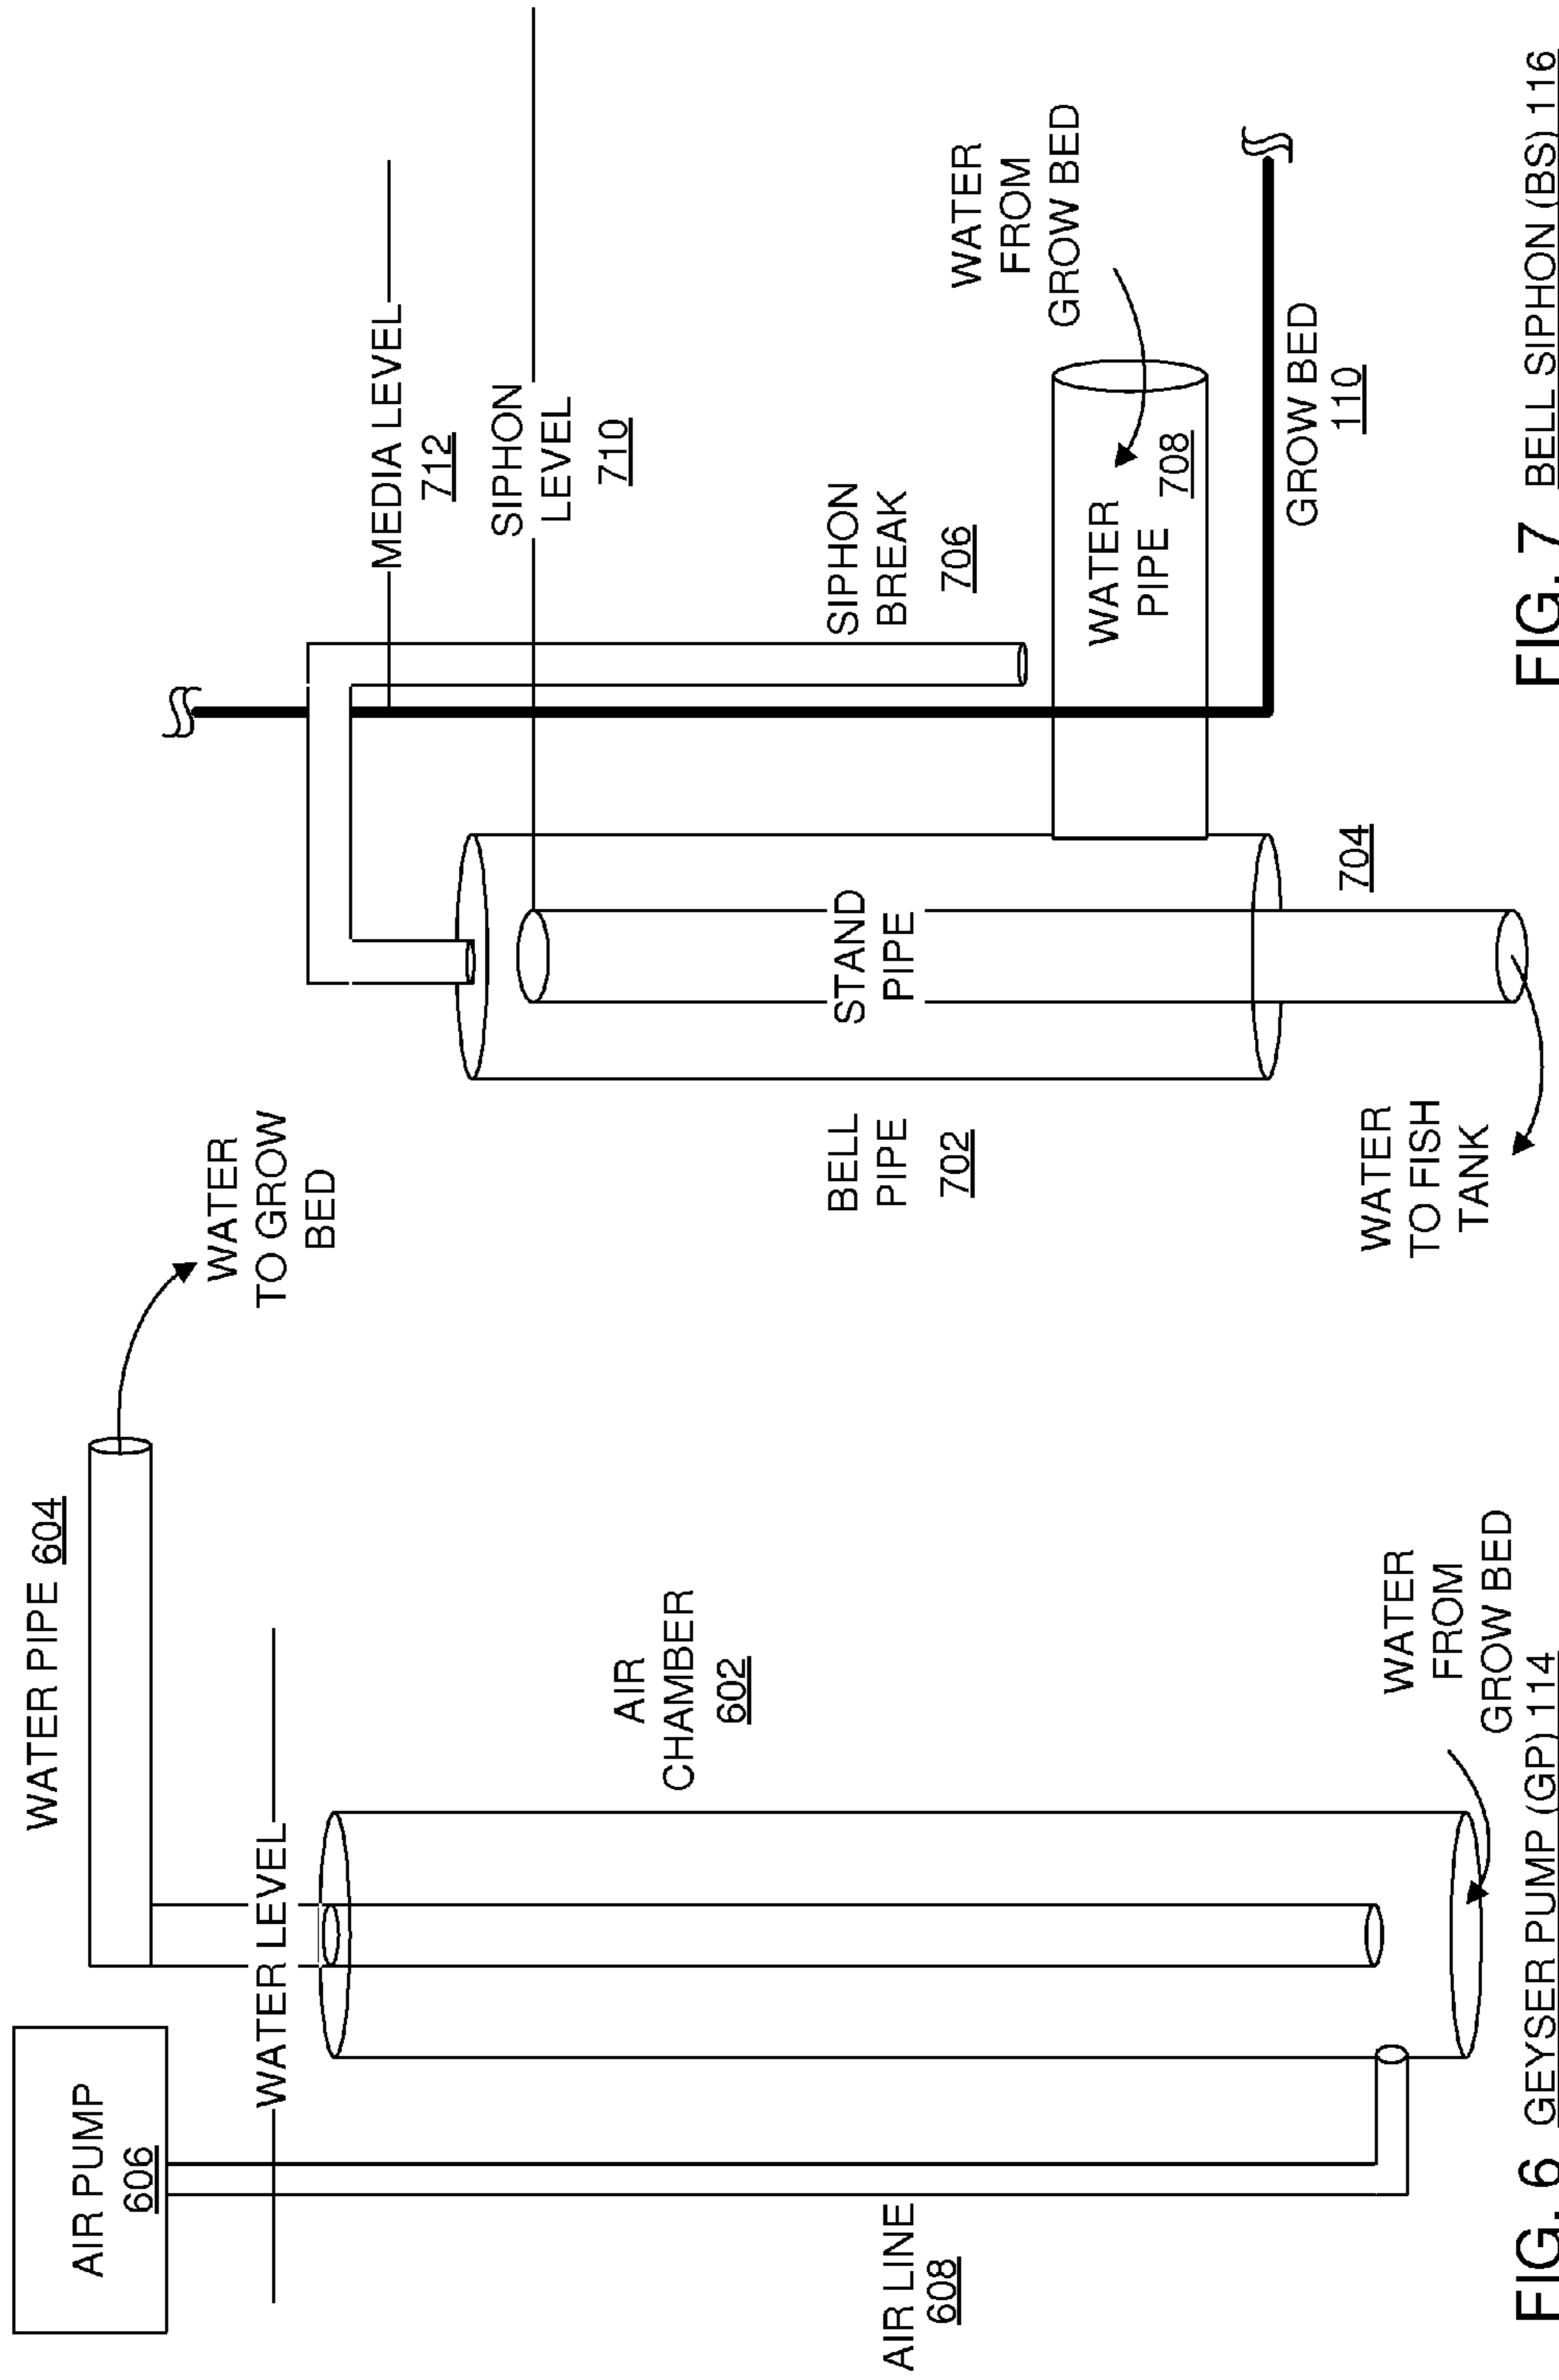 AIR PUMP
606
WATER PIPE 604
WATER
TO GROW
BED
WATER LEVEL
AIR
CHAMBER
602
AIR LINE
608
WATER
FROM
GROW BED
FIG. 6 GEYSER PUMP (GP) 114
MEDIA LEVEL
712
SIPHON
LEVEL
710
SIPHON
BREAK
706
WATER
FROM
GROW BED
WATER
PIPE 708
STAND
PIPE
BELL
PIPE
702
704
GROW BED
110
WATER
TO FISH
TANK
FIG. 7 BELL SIPHON (BS) 116